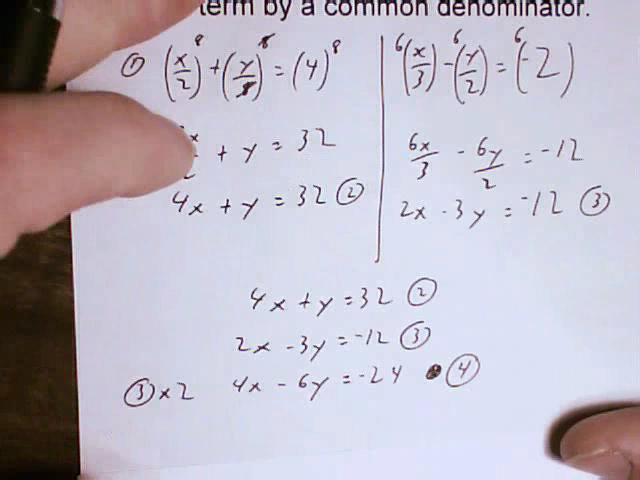 term by a common denominator.
① (x/2)⁸ + (y/8)⁸ = (4)⁸
+ y = 32
4x + y = 32 ②
⁶(x/3) - ⁶(y/2) = ⁶(-2)
6x/3 - 6y/2 = -12
2x - 3y = -12 ③
4x + y = 32 ②
2x - 3y = -12 ③
③ x 2 4x - 6y = -24 ④